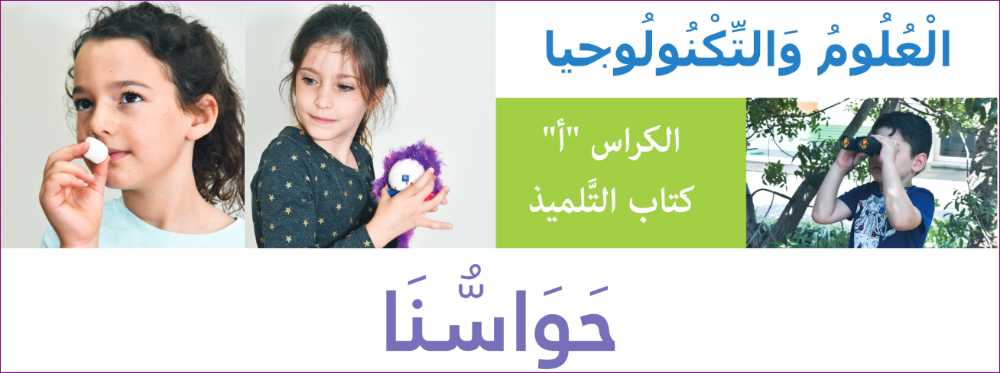 الْعُلُومُ وَالتِّكْنُولُوجيا
الكراس "أ"
كتاب التَّلميذ
حَوَاسُّنَا